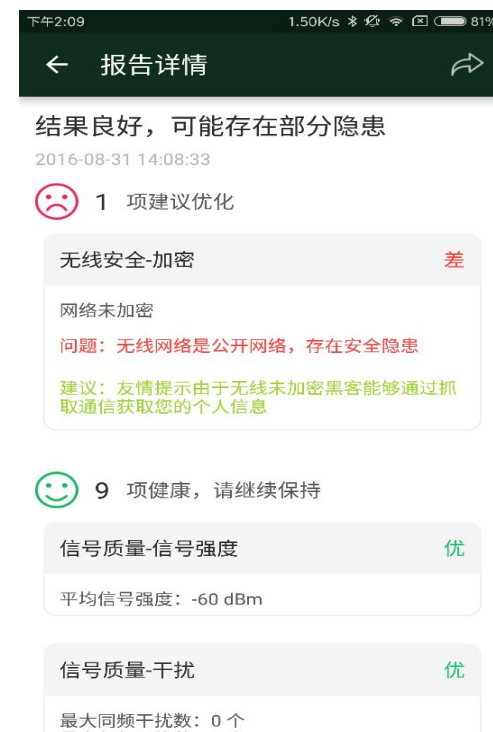 下午2:09 1.50K/s 81%
报告详情
结果良好，可能存在部分隐患
2016-08-31 14:08:33
1 项建议优化
无线安全-加密 差
网络未加密
问题：无线网络是公开网络，存在安全隐患
建议：友情提示由于无线未加密黑客能够通过抓
取通信获取您的个人信息
9 项健康，请继续保持
信号质量-信号强度 优
平均信号强度：-60 dBm
信号质量-干扰 优
最大同频干扰数：0 个